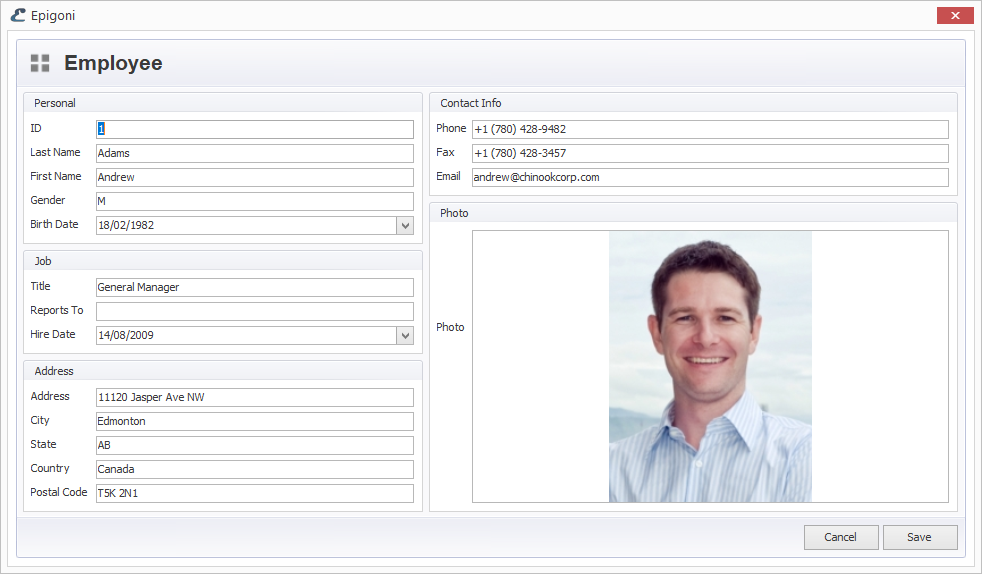 Epigoni
Employee
Personal
ID 1
Last Name Adams
First Name Andrew
Gender M
Birth Date 18/02/1982
Job
Title General Manager
Reports To
Hire Date 14/08/2009
Address
Address 11120 Jasper Ave NW
City Edmonton
State AB
Country Canada
Postal Code T5K 2N1
Contact Info
Phone +1 (780) 428-9482
Fax +1 (780) 428-3457
Email andrew@chinookcorp.com
Photo
Photo
Cancel Save